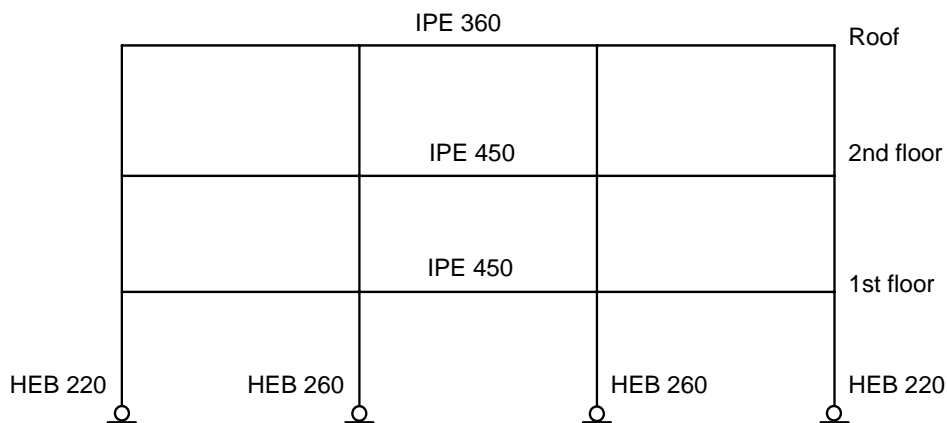 IPE 360
Roof
IPE 450
2nd floor
IPE 450
1st floor
HEB 220
HEB 260
HEB 260
HEB 220